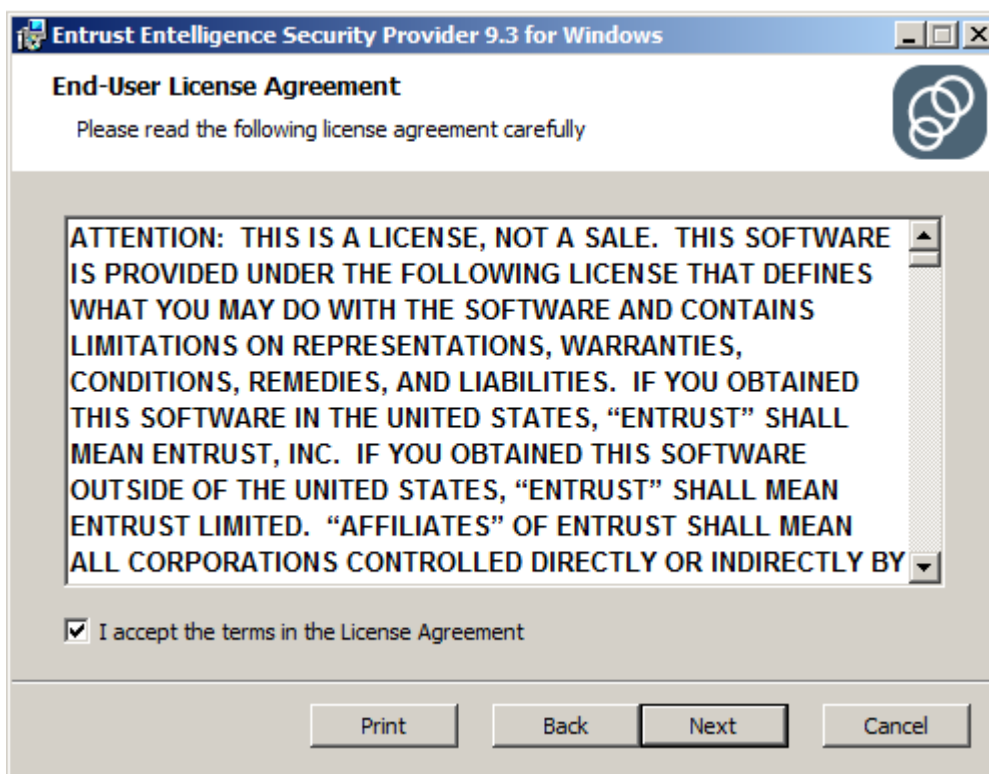 Entrust Entelligence Security Provider 9.3 for Windows
End-User License Agreement
Please read the following license agreement carefully
ATTENTION:  THIS IS A LICENSE, NOT A SALE.  THIS SOFTWARE
IS PROVIDED UNDER THE FOLLOWING LICENSE THAT DEFINES
WHAT YOU MAY DO WITH THE SOFTWARE AND CONTAINS
LIMITATIONS ON REPRESENTATIONS, WARRANTIES,
CONDITIONS, REMEDIES, AND LIABILITIES.  IF YOU OBTAINED
THIS SOFTWARE IN THE UNITED STATES, “ENTRUST” SHALL
MEAN ENTRUST, INC.  IF YOU OBTAINED THIS SOFTWARE
OUTSIDE OF THE UNITED STATES, “ENTRUST” SHALL MEAN
ENTRUST LIMITED.  “AFFILIATES” OF ENTRUST SHALL MEAN
ALL CORPORATIONS CONTROLLED DIRECTLY OR INDIRECTLY BY
I accept the terms in the License Agreement
Print Back Next Cancel